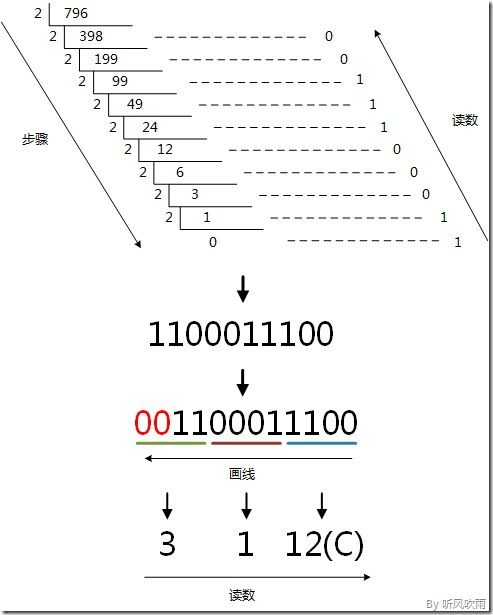 2 796
2 398 0
2 199 0
2 99 1
2 49 1
2 24 1
2 12 0
2 6 0
2 3 0
2 1 1
0 1
步骤
读数
1100011100
001100011100
画线
3 1 12(C)
读数
By 听风吹雨